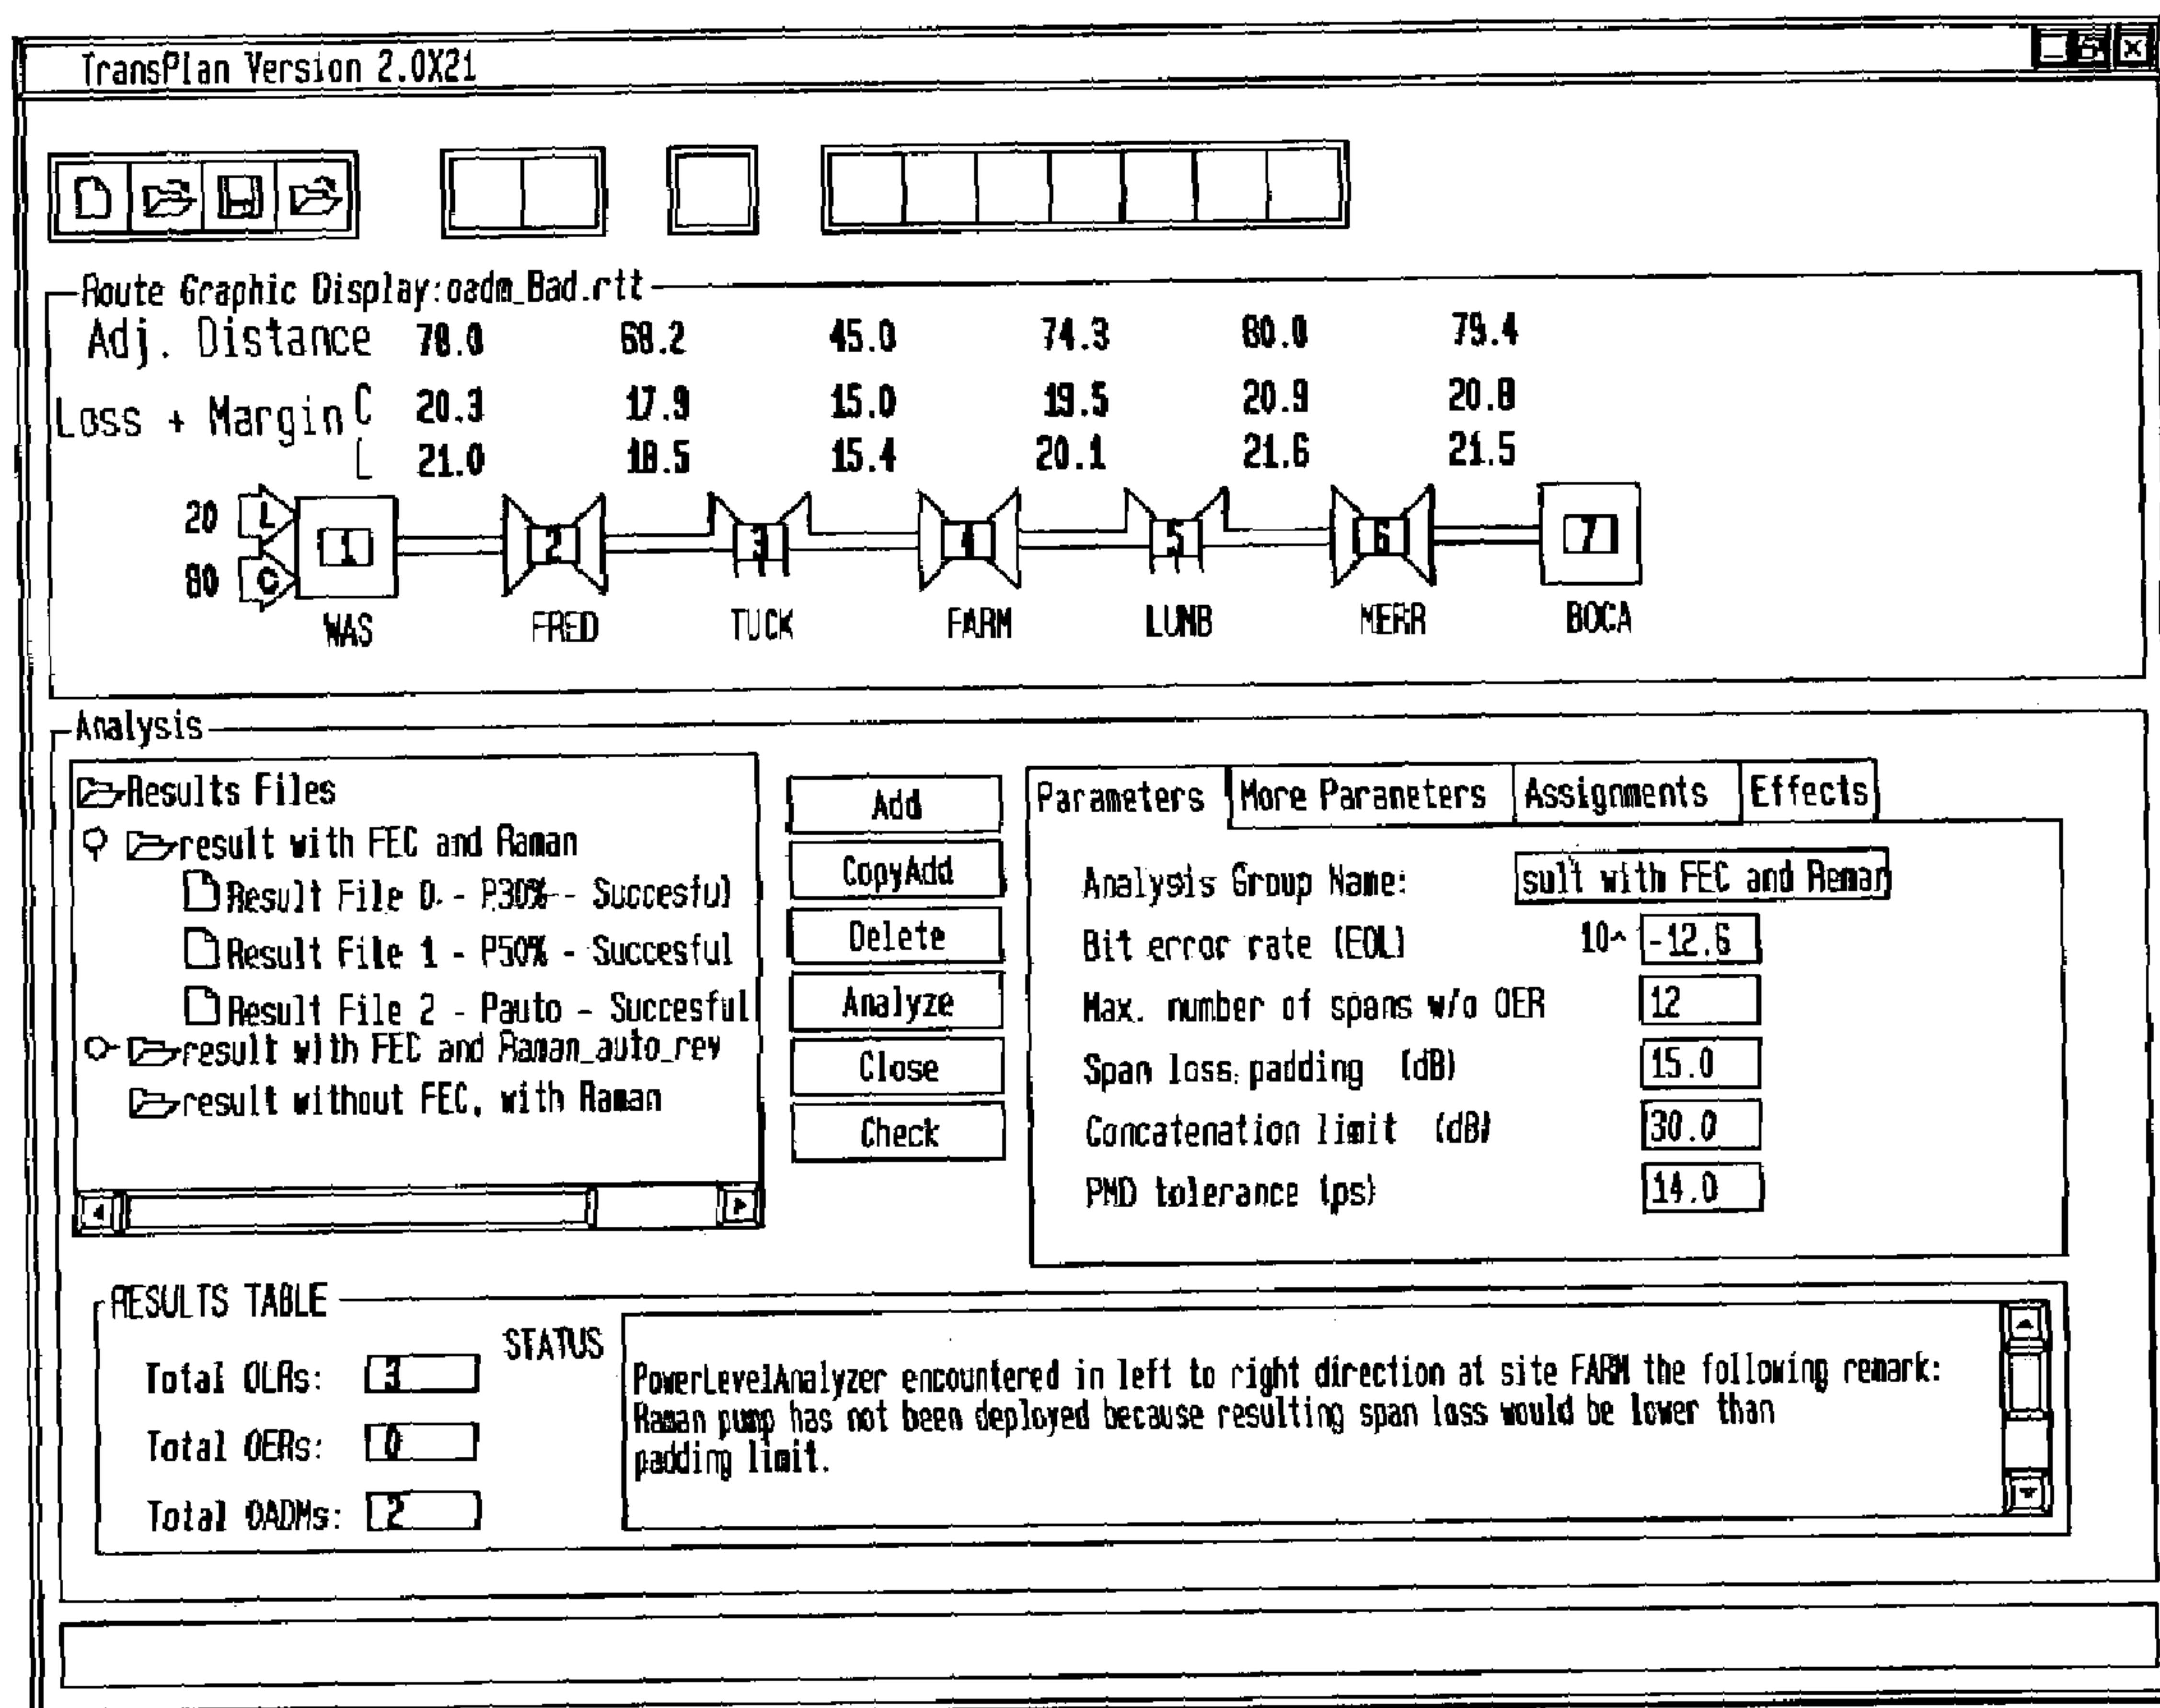 TransPlan Version 2.0X21
Route Graphic Display:oadm_Bad.rtt
Adj. Distance 78.0 68.2 45.0 74.3 80.0 79.4
Loss + Margin C 20.3 17.9 15.0 19.5 20.9 20.8
L 21.0 18.5 15.4 20.1 21.6 21.5
20 L
80 C
1 2 3 4 5 6 7
WAS FRED TUCK FARM LUMB MERR BOCA
Analysis
Results Files
result with FEC and Raman
Result File 0 - P30% - Succesful
Result File 1 - P50% - Succesful
Result File 2 - Pauto - Succesful
result with FEC and Raman_auto_rev
result without FEC, with Raman
Add
CopyAdd
Delete
Analyze
Close
Check
Parameters More Parameters Assignments Effects
Analysis Group Name: sult with FEC and Raman
Bit error rate (EOL) 10^ -12.6
Max. number of spans w/o OER 12
Span loss padding (dB) 15.0
Concatenation limit (dB) 30.0
PMD tolerance (ps) 14.0
RESULTS TABLE
Total OLAs: 3
Total OERs: 0
Total OADMs: 2
STATUS
PowerLevelAnalyzer encountered in left to right direction at site FARM the following remark:
Raman pump has not been deployed because resulting span loss would be lower than
padding limit.